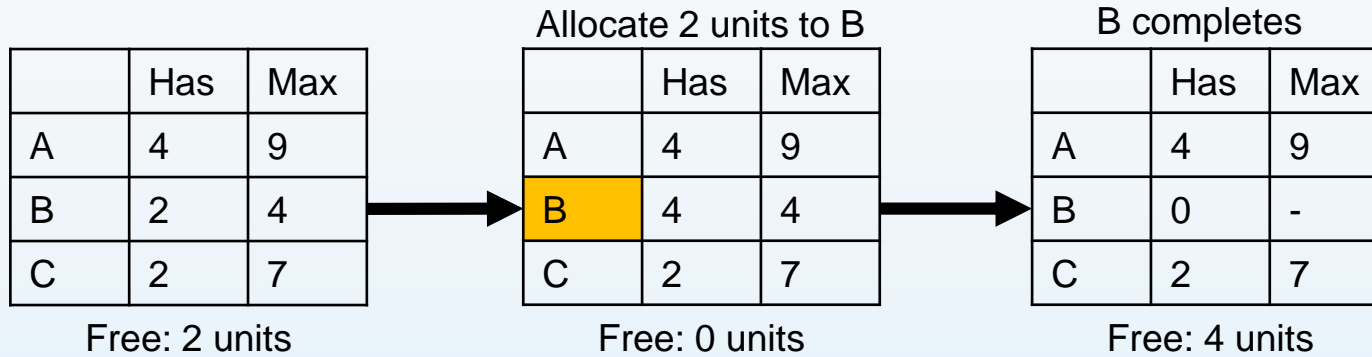 Allocate 2 units to B
B completes
Has Max
A 4 9
B 2 4
C 2 7
Free: 2 units
Has Max
A 4 9
B 4 4
C 2 7
Free: 0 units
Has Max
A 4 9
B 0 -
C 2 7
Free: 4 units